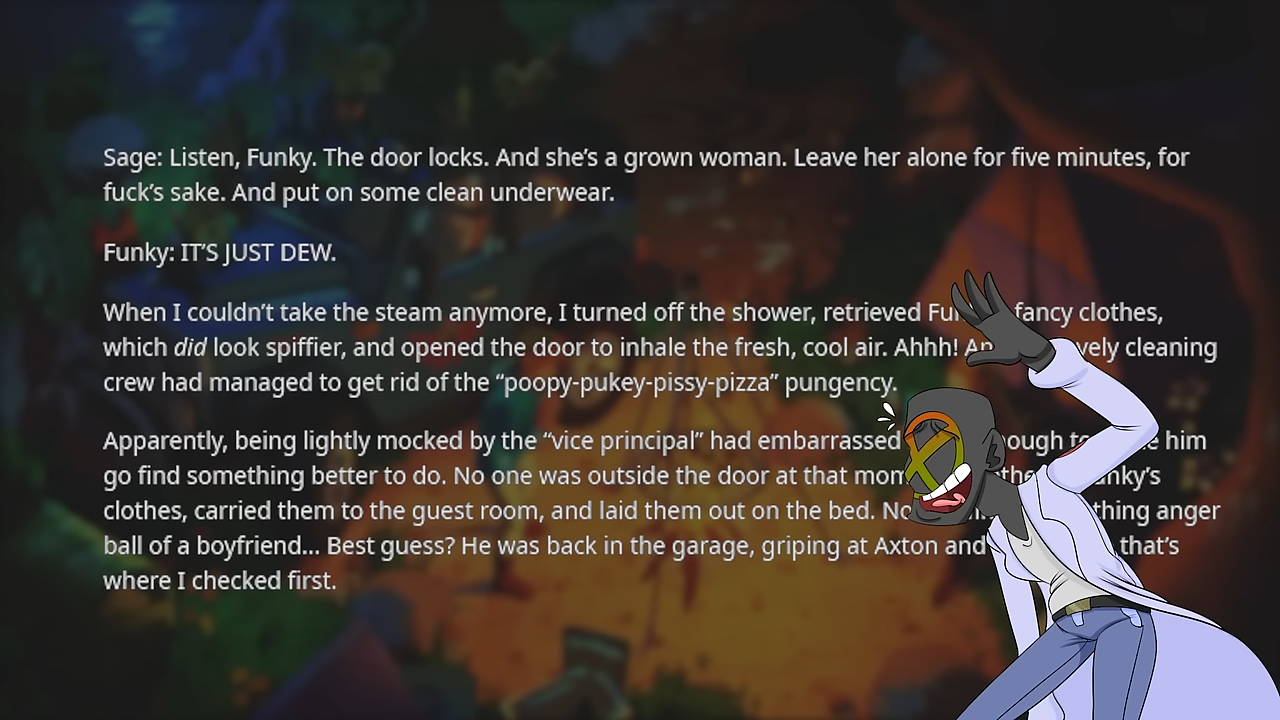 Sage: Listen, Funky. The door locks. And she's a grown woman. Leave her alone for five minutes, for
fuck's sake. And put on some clean underwear.
Funky: IT'S JUST DEW.
When I couldn't take the steam anymore, I turned off the shower, retrieved fancy clothes,
which did look spiffier, and opened the door to inhale the fresh, cool air. Ahhh! cleaning
crew had managed to get rid of the “poopy-pukey-pissy-pizza” pungency.
Apparently, being lightly mocked by the “vice principal” had embarrassed him
go find something better to do. No one was outside the door at that
clothes, carried them to the guest room, and laid them out on the bed. anger
ball of a boyfriend... Best guess? He was back in the garage, griping at Axton and that's
where I checked first.